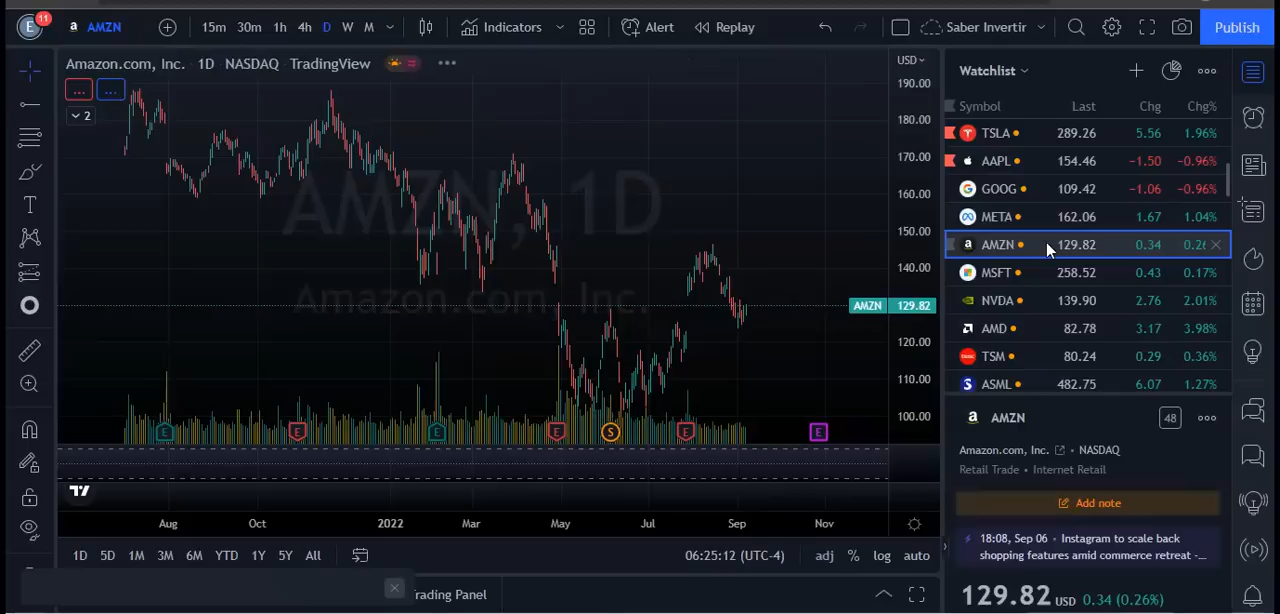 E 11 a AMZN 15m 30m 1h 4h D W M Indicators Alert Replay Saber Invertir Publish
Amazon.com, Inc. 1D NASDAQ TradingView
... ...
2
AMZN, 1D
Amazon.com, Inc.
USD
190.00
180.00
170.00
160.00
150.00
140.00
AMZN 129.82
120.00
110.00
100.00
E E E E S E E
Aug Oct 2022 Mar May Jul Sep Nov
1D 5D 1M 3M 6M YTD 1Y 5Y All 06:25:12 (UTC-4) adj % log auto
rading Panel
Watchlist
Symbol Last Chg Chg%
TSLA 289.26 5.56 1.96%
AAPL 154.46 −1.50 −0.96%
GOOG 109.42 −1.06 −0.96%
META 162.06 1.67 1.04%
a AMZN 129.82 0.34 0.26
MSFT 258.52 0.43 0.17%
NVDA 139.90 2.76 2.01%
AMD 82.78 3.17 3.98%
TSM 80.24 0.29 0.36%
ASML 482.75 6.07 1.27%
a AMZN 48
Amazon.com, Inc. • NASDAQ
Retail Trade • Internet Retail
Add note
18:08, Sep 06 • Instagram to scale back
shopping features amid commerce retreat -...
129.82 USD 0.34 (0.26%)